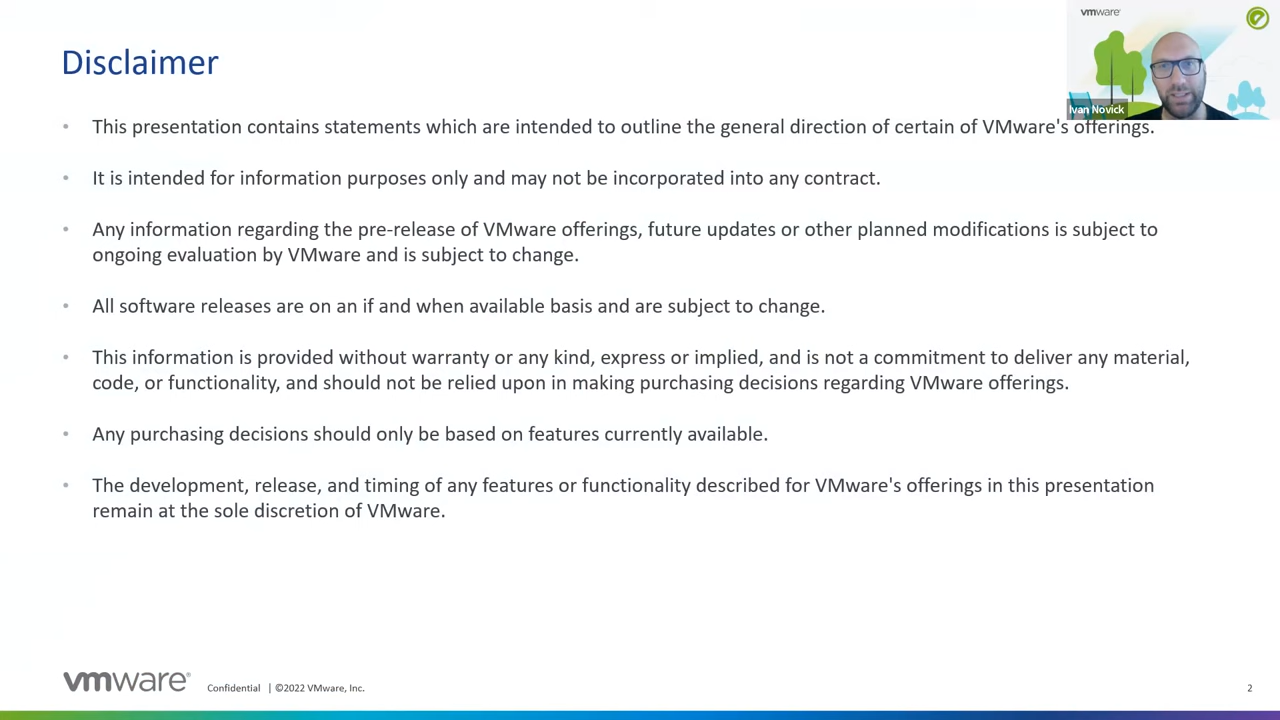 vmware
Disclaimer
Ivan Novick
• This presentation contains statements which are intended to outline the general direction of certain of VMware's offerings.
• It is intended for information purposes only and may not be incorporated into any contract.
• Any information regarding the pre-release of VMware offerings, future updates or other planned modifications is subject to
ongoing evaluation by VMware and is subject to change.
• All software releases are on an if and when available basis and are subject to change.
• This information is provided without warranty or any kind, express or implied, and is not a commitment to deliver any material,
code, or functionality, and should not be relied upon in making purchasing decisions regarding VMware offerings.
• Any purchasing decisions should only be based on features currently available.
• The development, release, and timing of any features or functionality described for VMware's offerings in this presentation
remain at the sole discretion of VMware.
vmware® Confidential | ©2022 VMware, Inc. 2